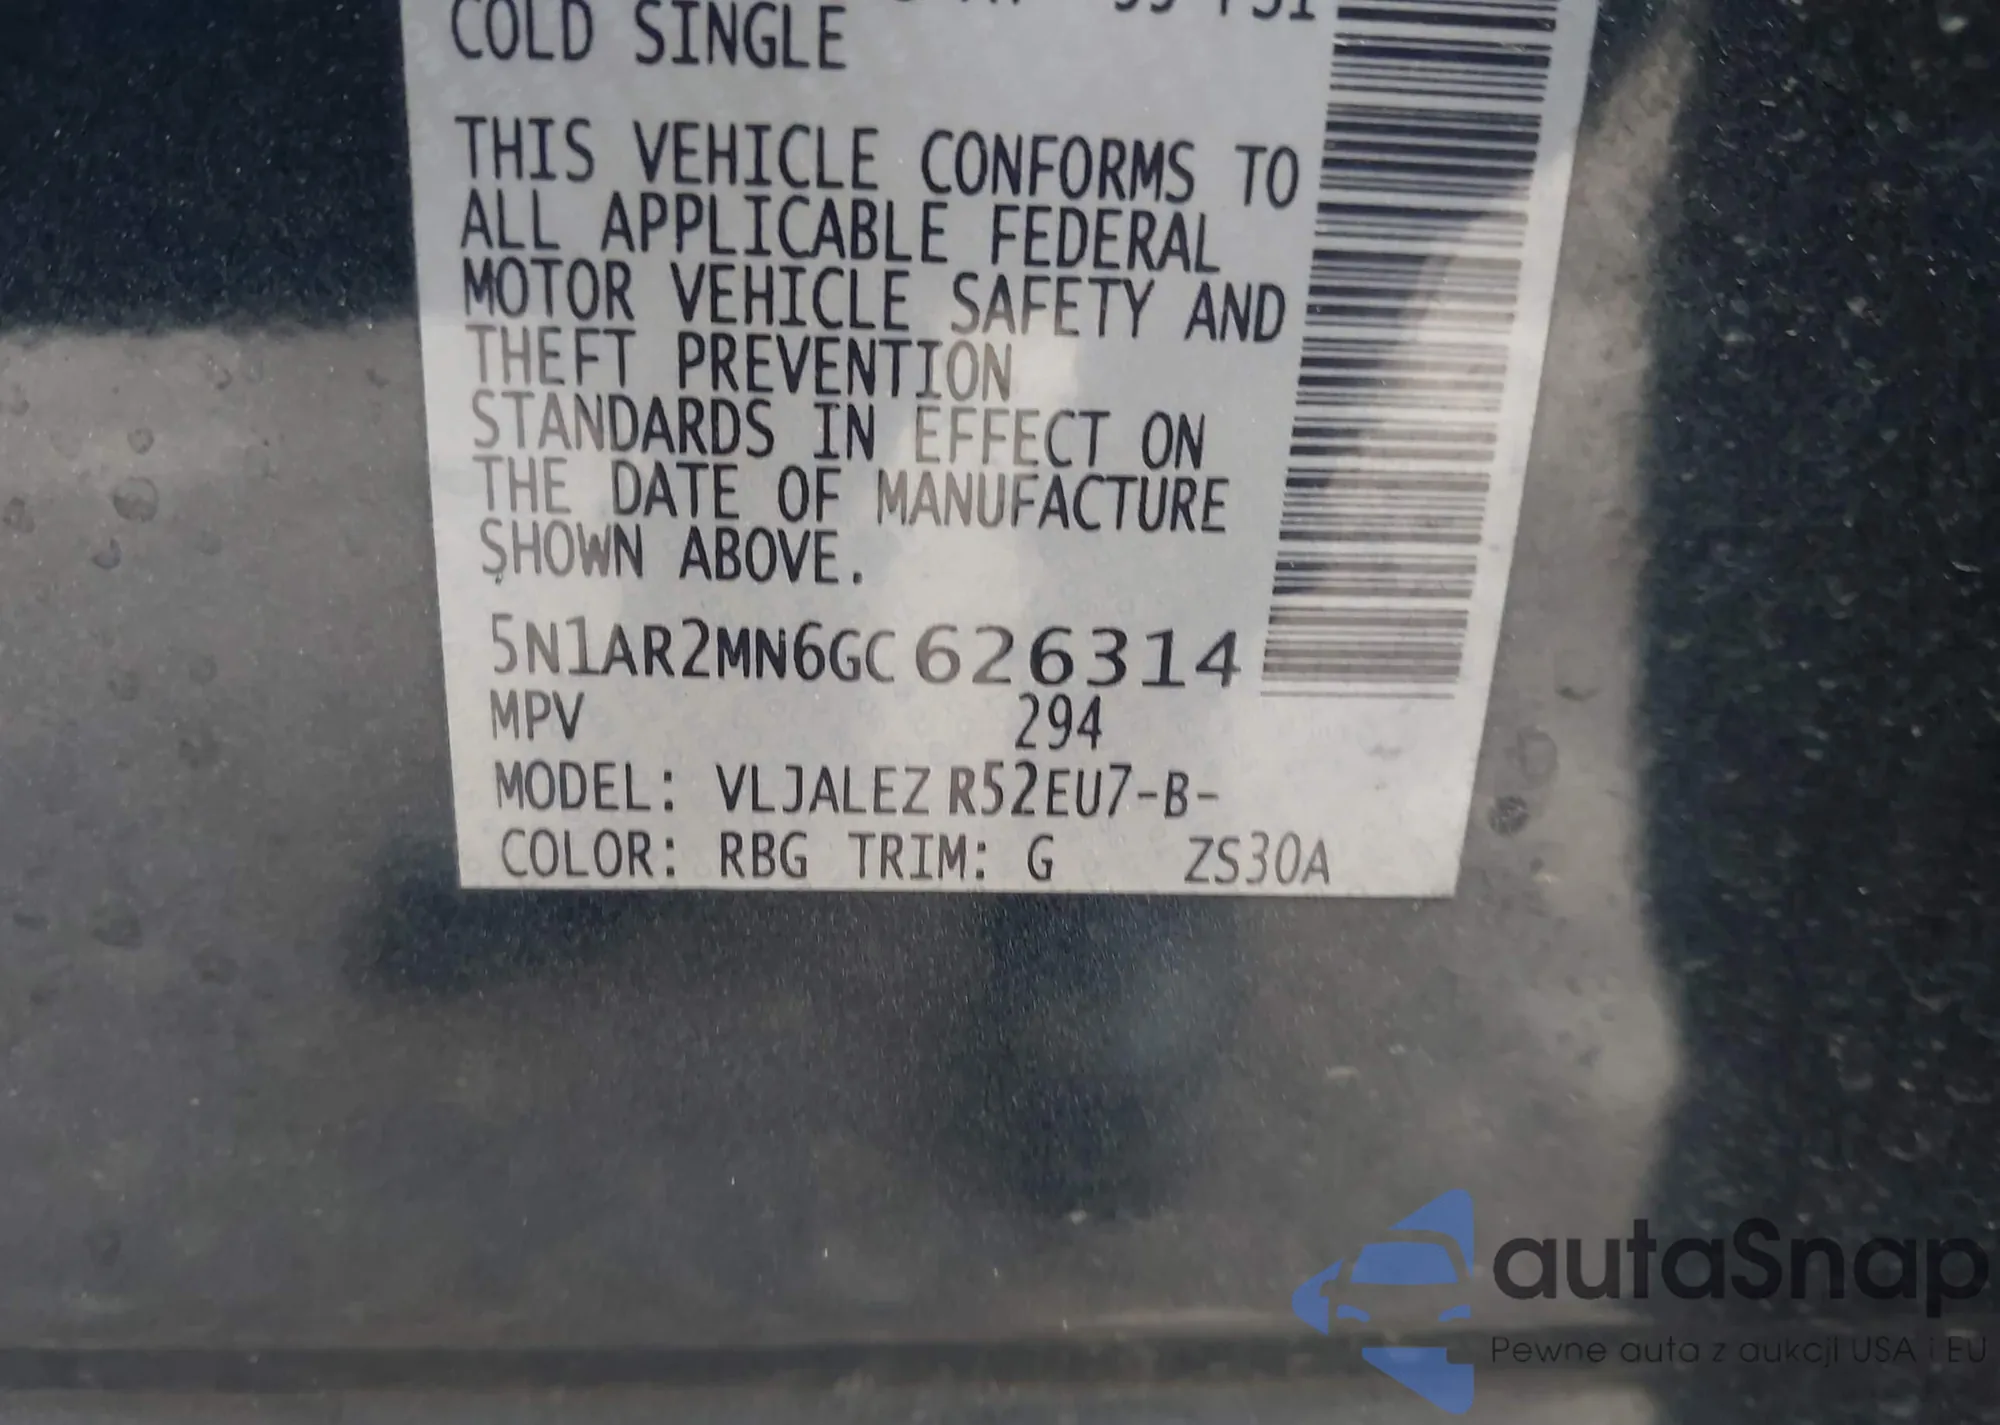 COLD SINGLE
THIS VEHICLE CONFORMS TO
ALL APPLICABLE FEDERAL
MOTOR VEHICLE SAFETY AND
THEFT PREVENTION
STANDARDS IN EFFECT ON
THE DATE OF MANUFACTURE
SHOWN ABOVE.
5N1AR2MN6GC626314
MPV 294
MODEL: VLJALEZ R52EU7-B-
COLOR: RBG TRIM: G ZS30A
autaSnap
Pewne auta z aukcji USA i EU